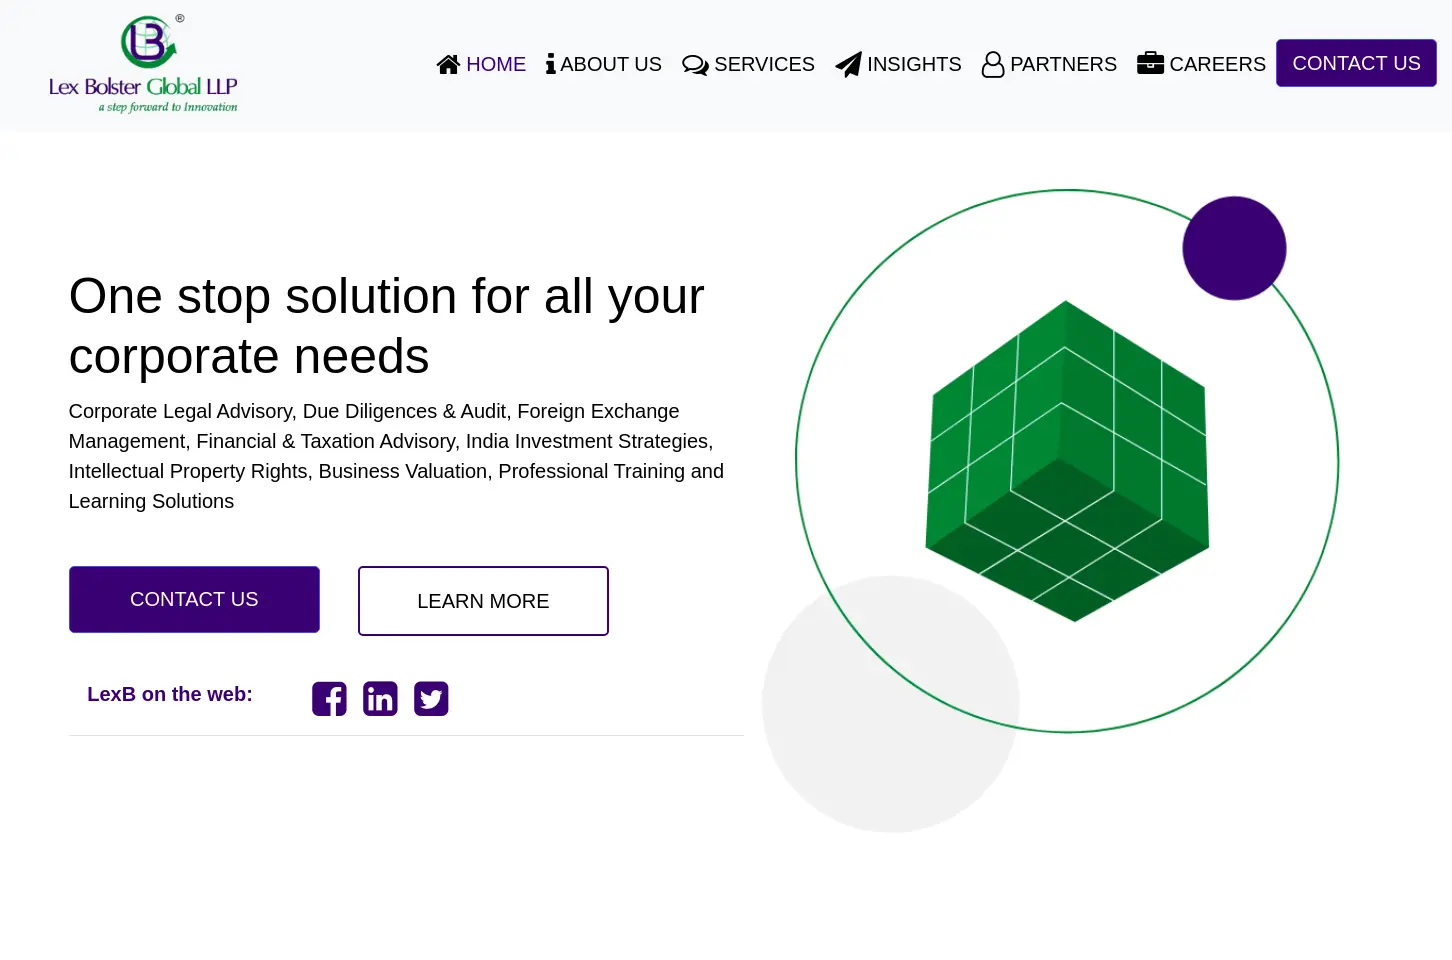 LB ®
Lex Bolster Global LLP
a step forward to Innovation
HOME ABOUT US SERVICES INSIGHTS PARTNERS CAREERS CONTACT US
One stop solution for all your
corporate needs
Corporate Legal Advisory, Due Diligences & Audit, Foreign Exchange
Management, Financial & Taxation Advisory, India Investment Strategies,
Intellectual Property Rights, Business Valuation, Professional Training and
Learning Solutions
CONTACT US LEARN MORE
LexB on the web: